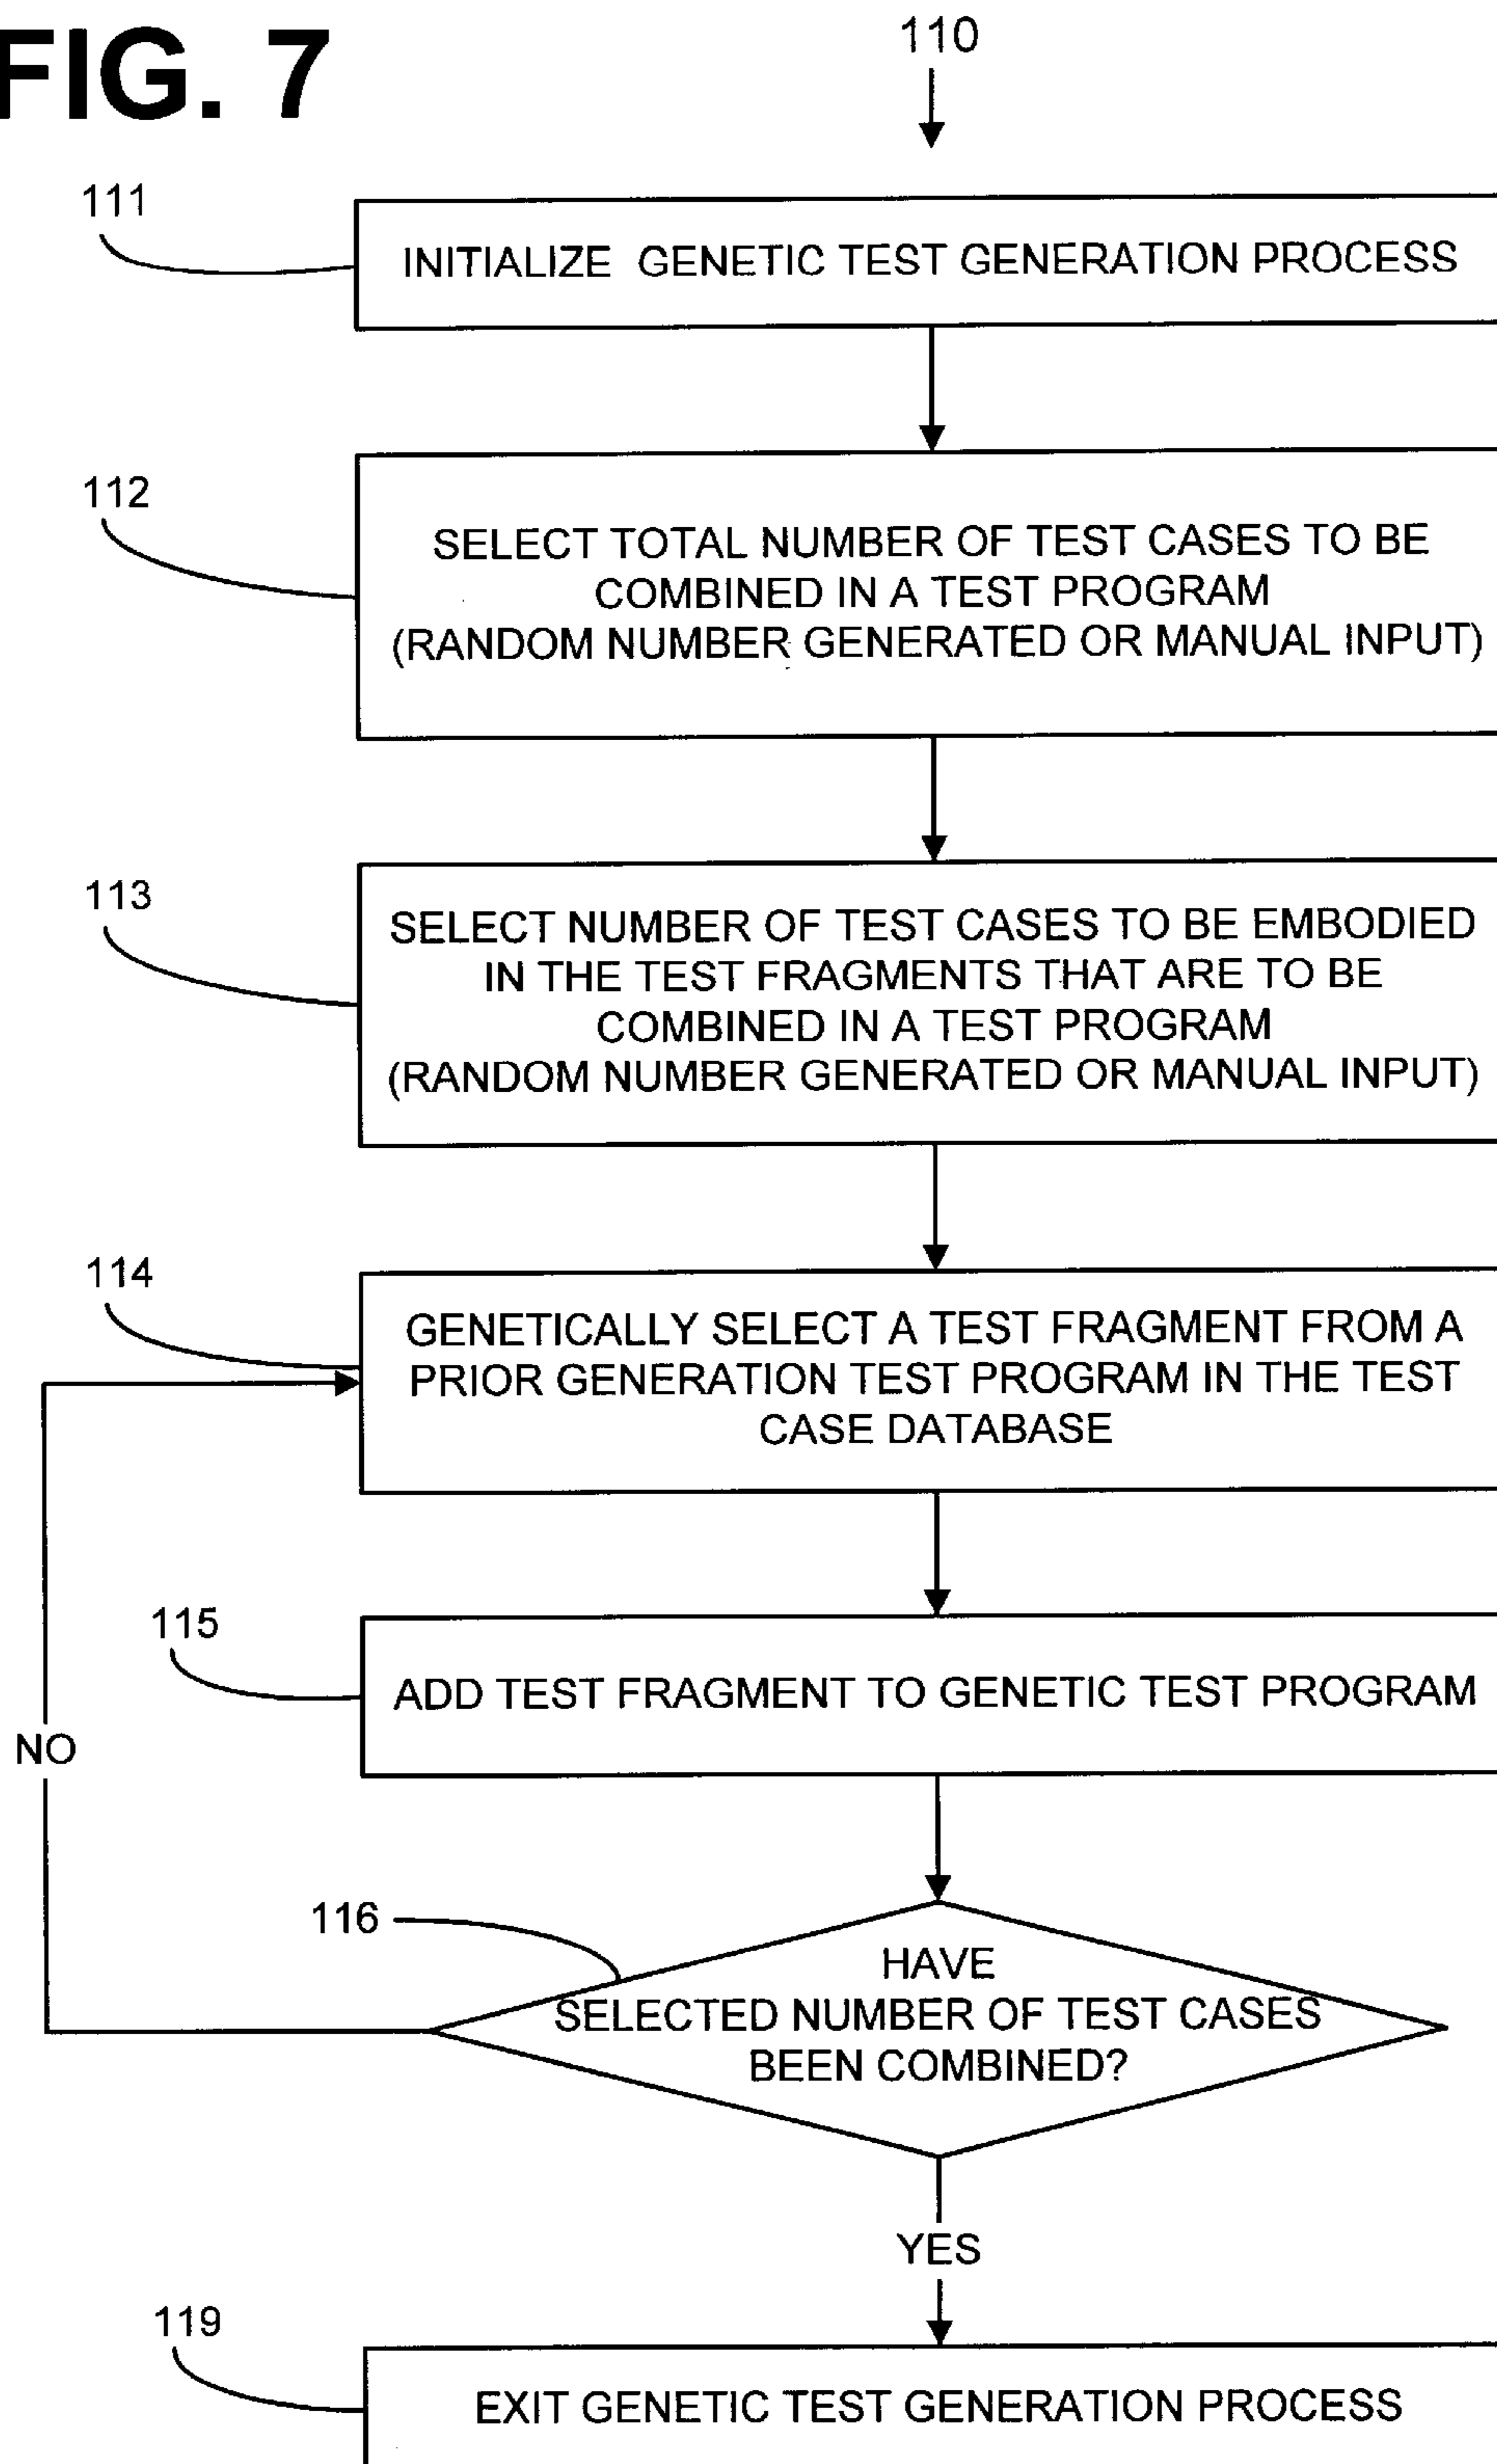 FIG. 7
110
111
INITIALIZE GENETIC TEST GENERATION PROCESS
112
SELECT TOTAL NUMBER OF TEST CASES TO BE
COMBINED IN A TEST PROGRAM
(RANDOM NUMBER GENERATED OR MANUAL INPUT)
113
SELECT NUMBER OF TEST CASES TO BE EMBODIED
IN THE TEST FRAGMENTS THAT ARE TO BE
COMBINED IN A TEST PROGRAM
(RANDOM NUMBER GENERATED OR MANUAL INPUT)
114
GENETICALLY SELECT A TEST FRAGMENT FROM A
PRIOR GENERATION TEST PROGRAM IN THE TEST
CASE DATABASE
115
ADD TEST FRAGMENT TO GENETIC TEST PROGRAM
NO
116
HAVE
SELECTED NUMBER OF TEST CASES
BEEN COMBINED?
YES
119
EXIT GENETIC TEST GENERATION PROCESS